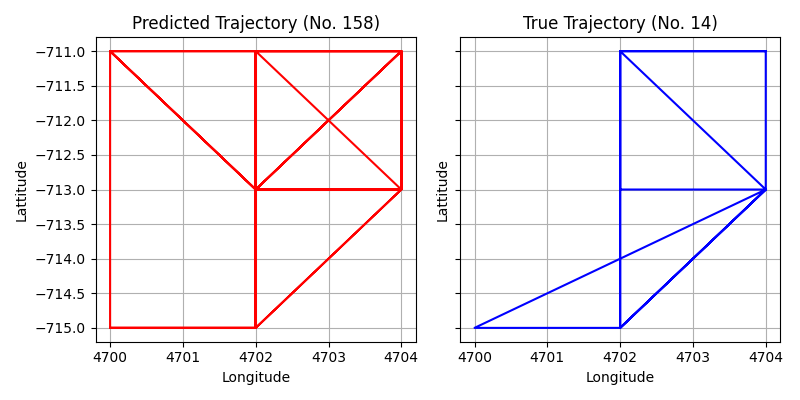 Predicted Trajectory (No. 158)
True Trajectory (No. 14)
−711.0
−711.5
−712.0
−712.5
−713.0
−713.5
−714.0
−714.5
−715.0
Lattitude
Lattitude
4700 4701 4702 4703 4704
4700 4701 4702 4703 4704
Longitude
Longitude